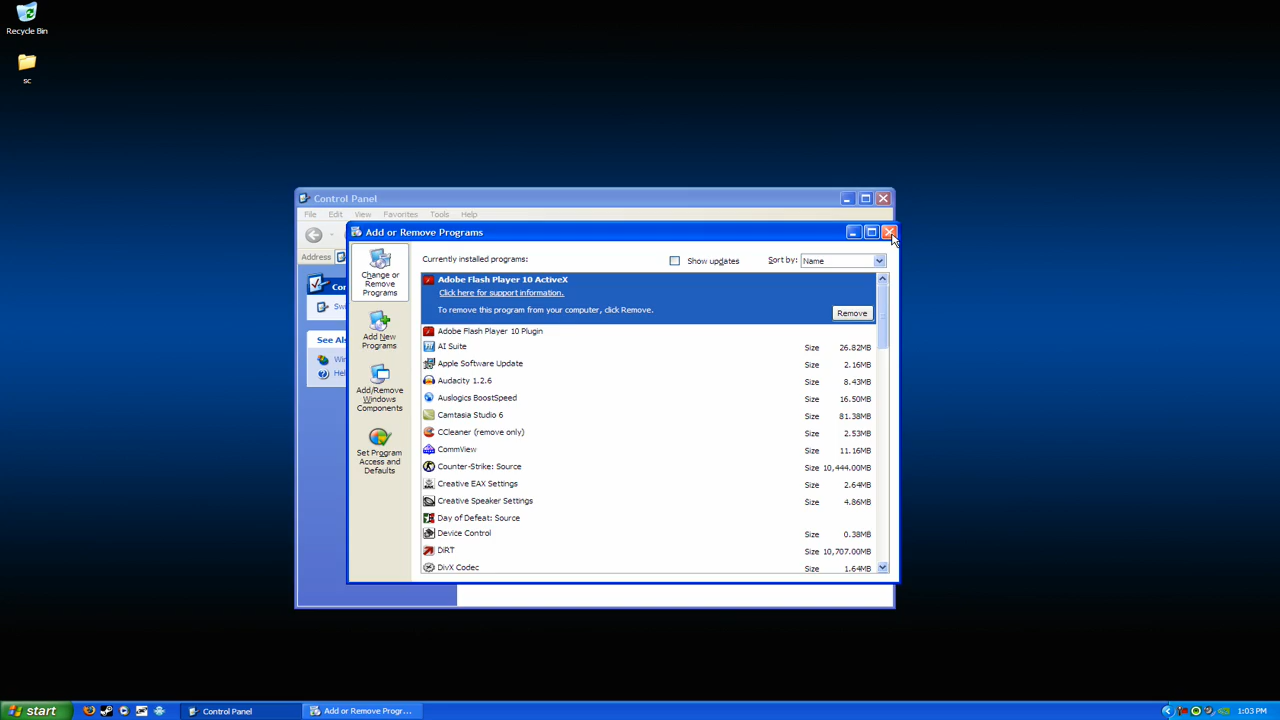 Recycle Bin
sc
Control Panel
File Edit View Favorites Tools Help
Address
Add or Remove Programs
Currently installed programs:
Show updates
Sort by: Name
Change or
Remove
Programs
Add New
Programs
Add/Remove
Windows
Components
Set Program
Access and
Defaults
Adobe Flash Player 10 ActiveX
Click here for support information.
To remove this program from your computer, click Remove.
Remove
Adobe Flash Player 10 Plugin
AI Suite Size 26.82MB
Apple Software Update Size 2.16MB
Audacity 1.2.6 Size 8.43MB
Auslogics BoostSpeed Size 16.50MB
Camtasia Studio 6 Size 81.38MB
CCleaner (remove only) Size 2.53MB
CommView Size 11.16MB
Counter-Strike: Source Size 10,444.00MB
Creative EAX Settings Size 2.64MB
Creative Speaker Settings Size 4.86MB
Day of Defeat: Source
Device Control Size 0.38MB
DiRT Size 10,707.00MB
DivX Codec Size 1.64MB
Co
Sw
See Al
Wi
Hel
start
Control Panel
Add or Remove Progr...
1:03 PM